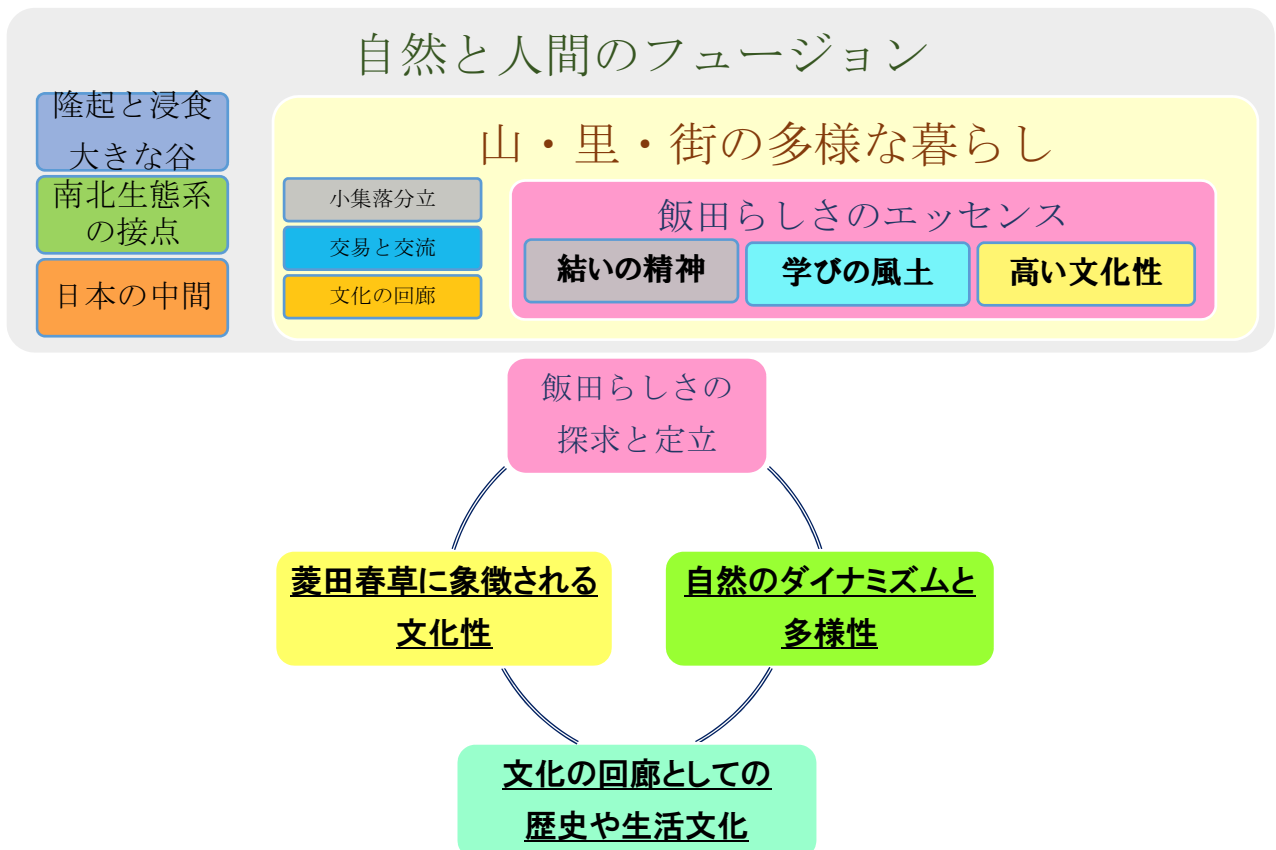 自然と人間のフュージョン
隆起と浸食
大きな谷
南北生態系
の接点
日本の中間
山・里・街の多様な暮らし
小集落分立
交易と交流
文化の回廊
飯田らしさのエッセンス
結いの精神
学びの風土
高い文化性
飯田らしさの
探求と定立
菱田春草に象徴される
文化性
自然のダイナミズムと
多様性
文化の回廊としての
歴史や生活文化